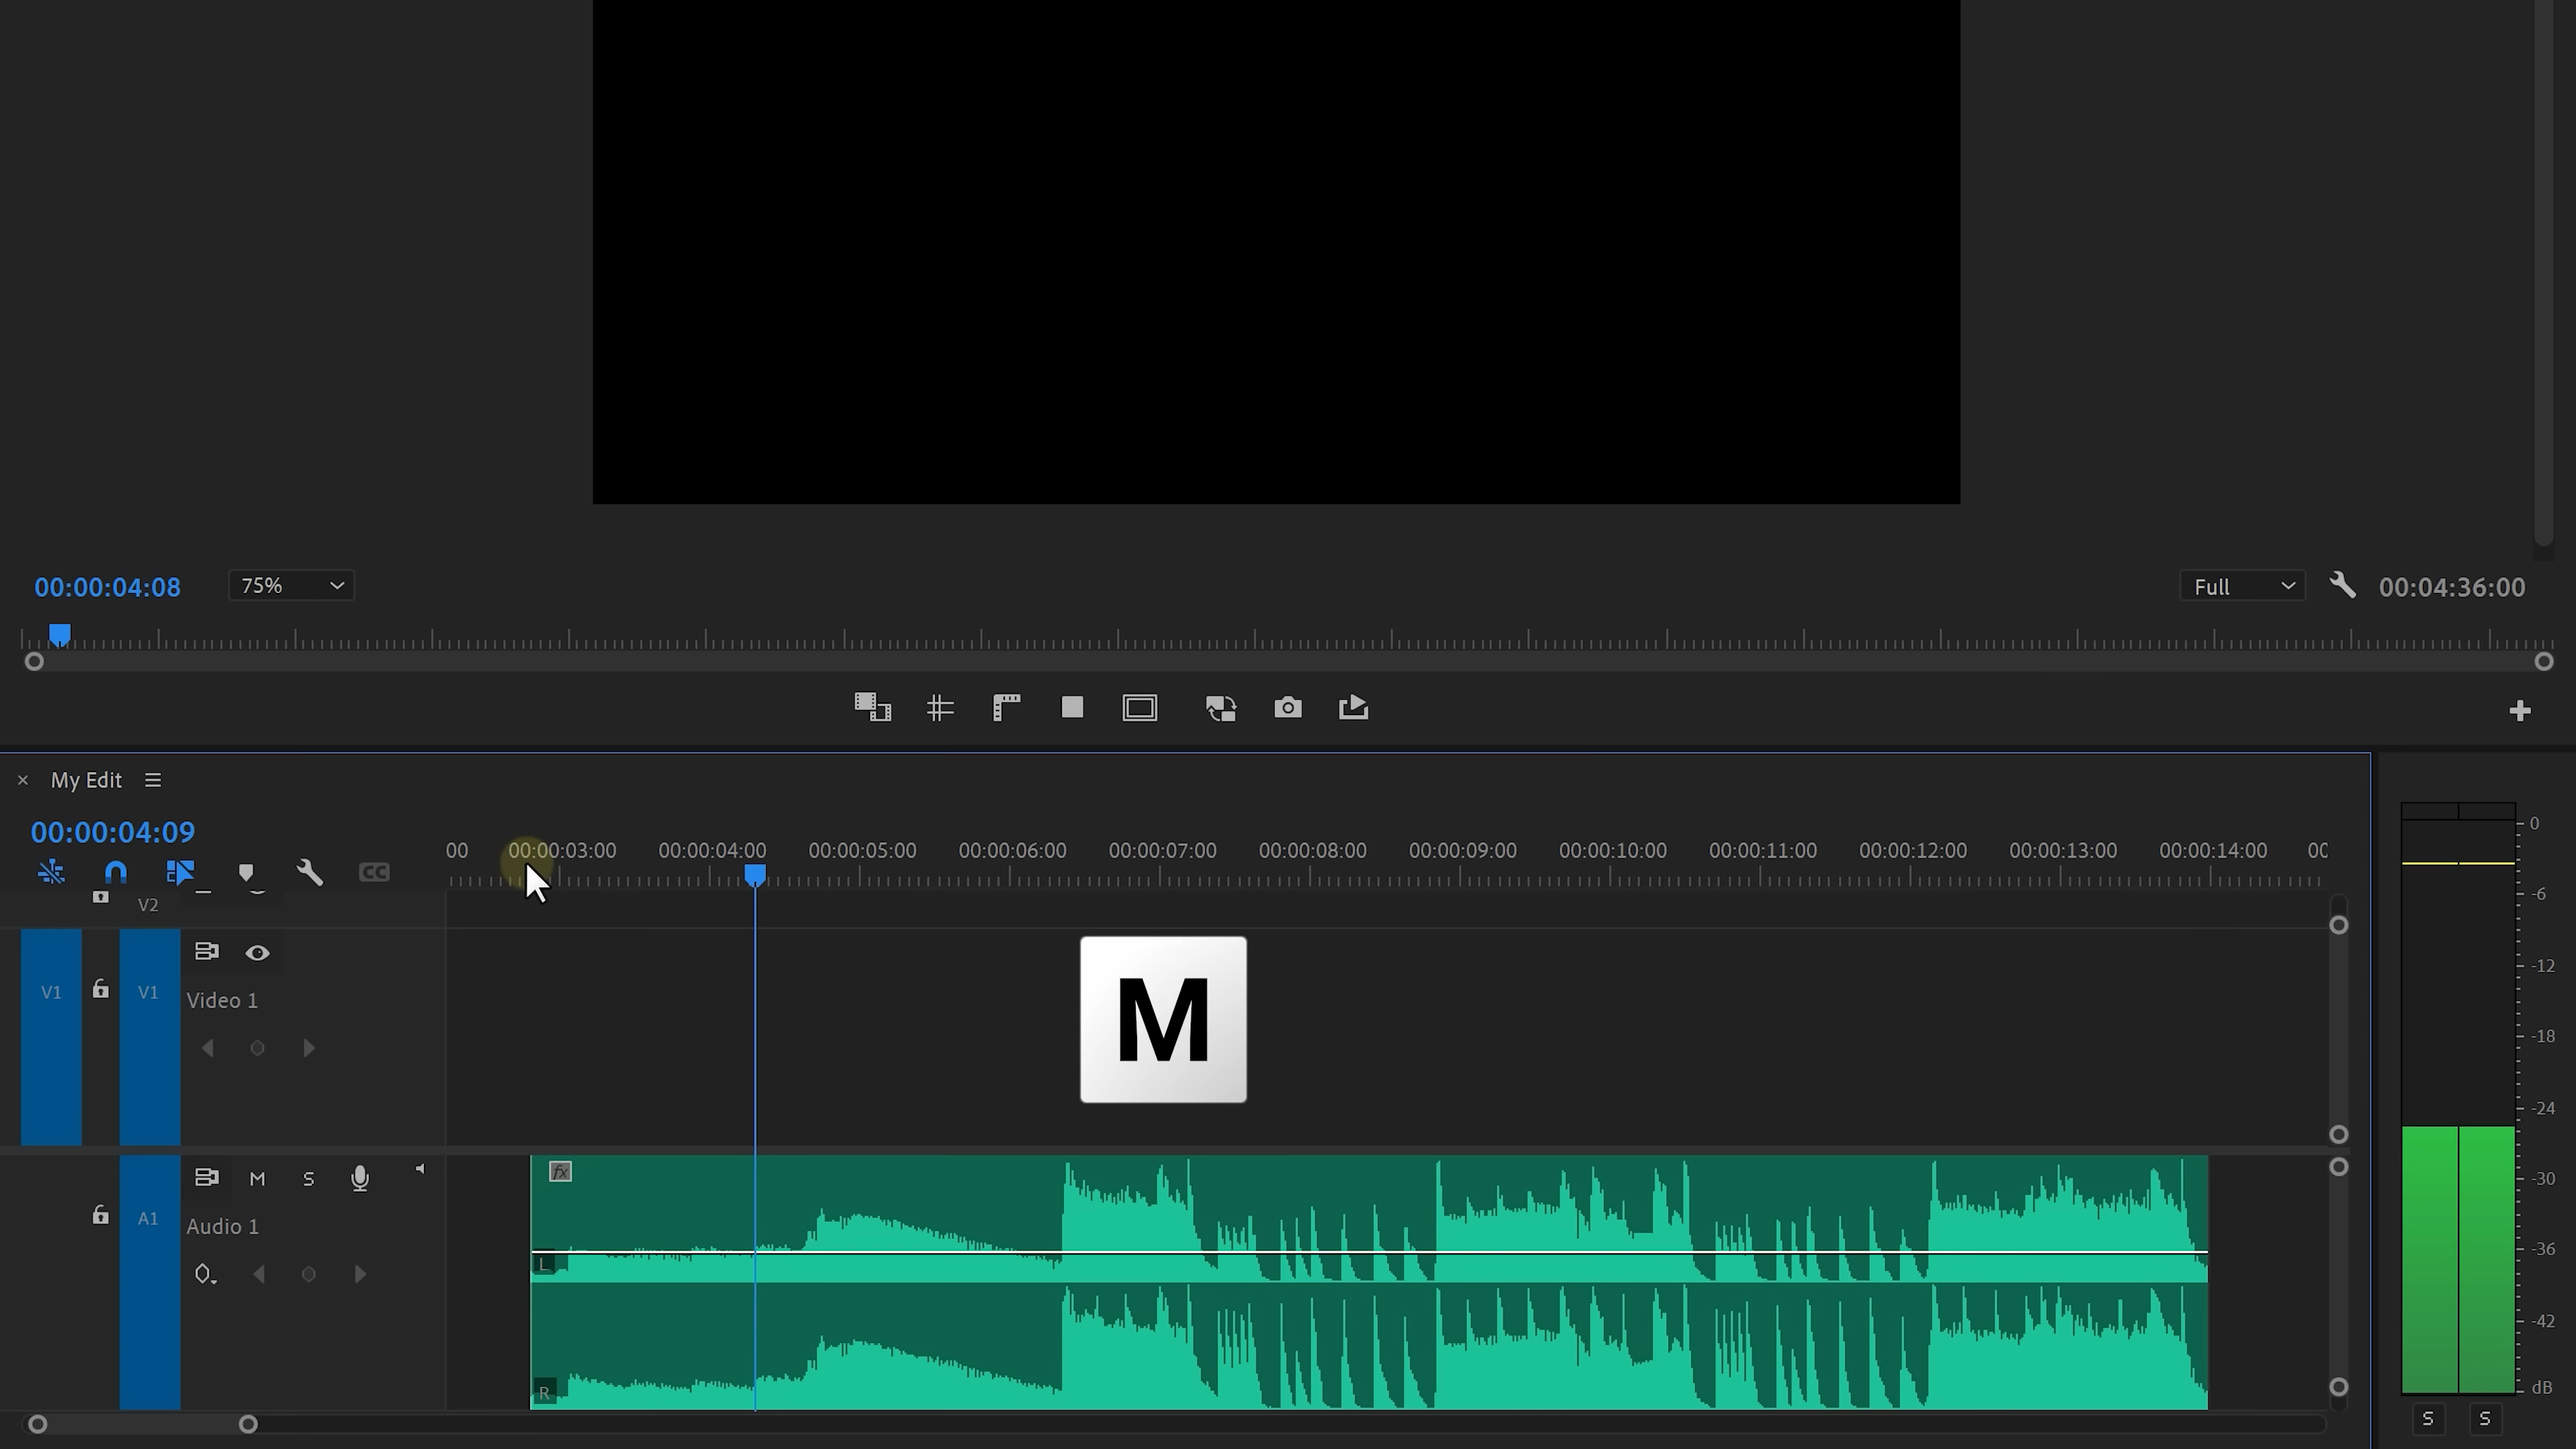 00:00:04:08 75% Full 00:04:36:00
My Edit
00:00:04:09
00 00:00:03:00 00:00:04:00 00:00:05:00 00:00:06:00 00:00:07:00 00:00:08:00 00:00:09:00 00:00:10:00 00:00:11:00 00:00:12:00 00:00:13:00 00:00:14:00
CC
V2
V1 V1 Video 1
M
M S
A1 Audio 1
fx
L
R
0
-6
-12
-18
-24
-30
-36
-42
dB
S S